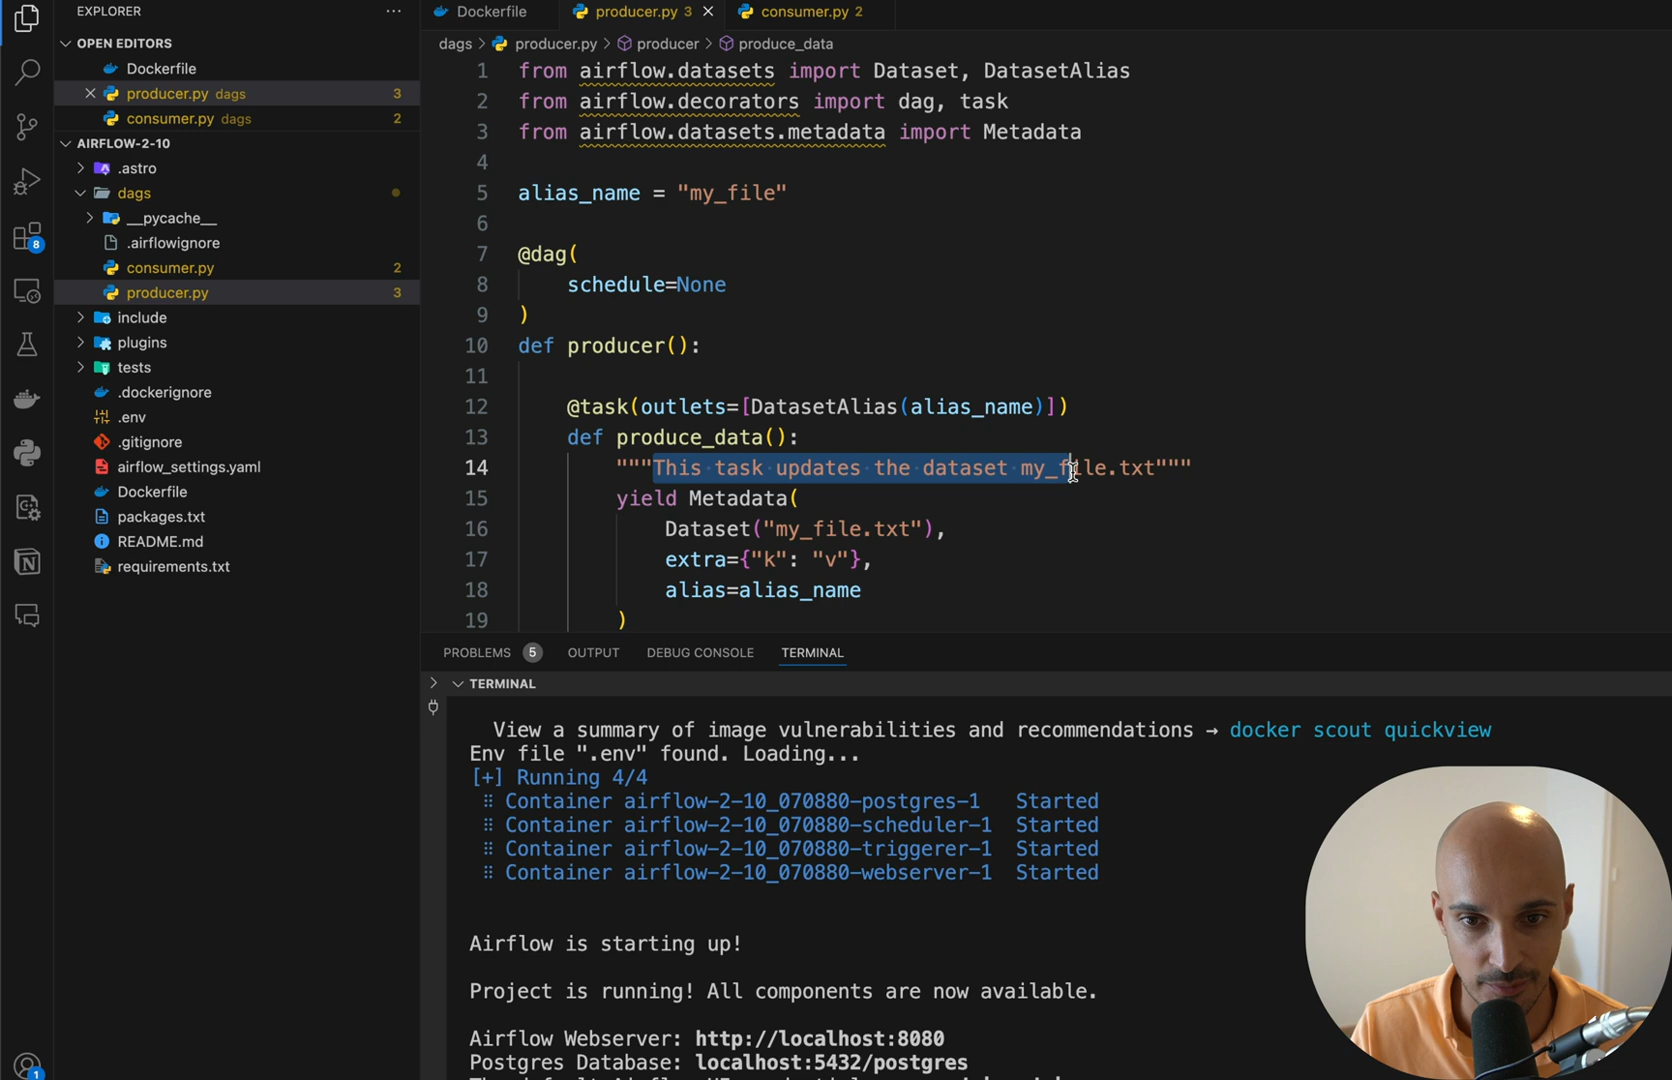 EXPLORER
OPEN EDITORS
Dockerfile
producer.py dags 3
consumer.py dags 2
AIRFLOW-2-10
.astro
dags
__pycache__
.airflowignore
consumer.py 2
producer.py 3
include
plugins
tests
.dockerignore
.env
.gitignore
airflow_settings.yaml
Dockerfile
packages.txt
README.md
requirements.txt
8
1
Dockerfile producer.py 3 consumer.py 2
dags > producer.py > producer > produce_data
1 from airflow.datasets import Dataset, DatasetAlias
2 from airflow.decorators import dag, task
3 from airflow.datasets.metadata import Metadata
4
5 alias_name = "my_file"
6
7 @dag(
8 schedule=None
9 )
10 def producer():
11
12 @task(outlets=[DatasetAlias(alias_name)])
13 def produce_data():
14 """This task updates the dataset my_file.txt"""
15 yield Metadata(
16 Dataset("my_file.txt"),
17 extra={"k": "v"},
18 alias=alias_name
19 )
PROBLEMS 5 OUTPUT DEBUG CONSOLE TERMINAL
TERMINAL
View a summary of image vulnerabilities and recommendations → docker scout quickview
Env file ".env" found. Loading...
[+] Running 4/4
Container airflow-2-10_070880-postgres-1 Started
Container airflow-2-10_070880-scheduler-1 Started
Container airflow-2-10_070880-triggerer-1 Started
Container airflow-2-10_070880-webserver-1 Started
Airflow is starting up!
Project is running! All components are now available.
Airflow Webserver: http://localhost:8080
Postgres Database: localhost:5432/postgres